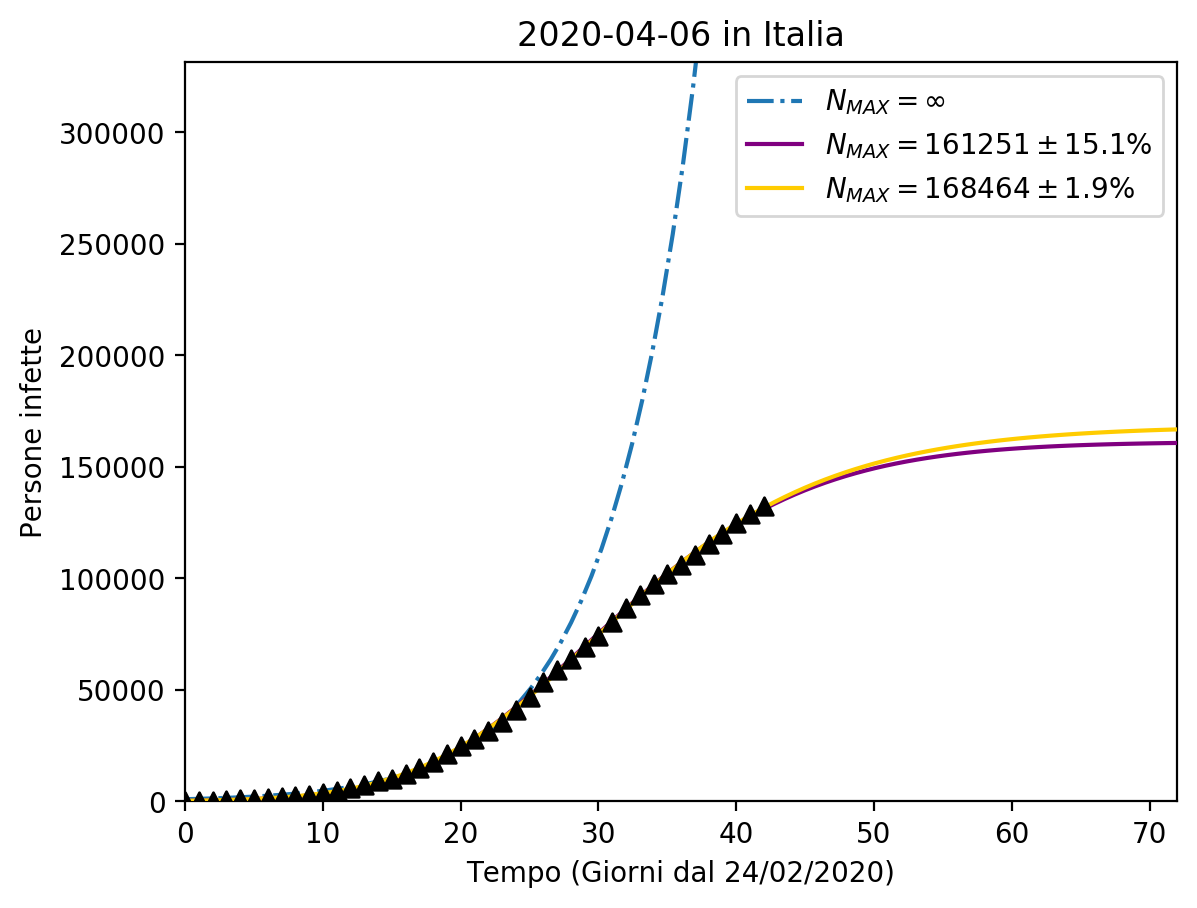 2020-04-06 in Italia
N_MAX = ∞
N_MAX = 161251 ± 15.1%
N_MAX = 168464 ± 1.9%
Persone infette
300000
250000
200000
150000
100000
50000
0
0 10 20 30 40 50 60 70
Tempo (Giorni dal 24/02/2020)